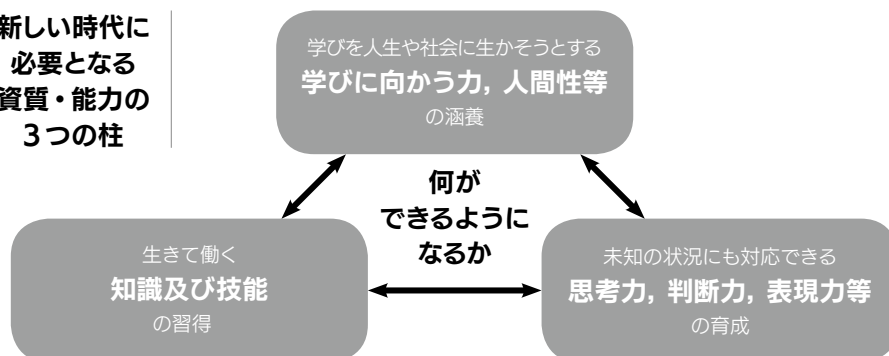 新しい時代に
必要となる
資質・能力の
3つの柱
学びを人生や社会に生かそうとする
学びに向かう力，人間性等
の涵養
何が
できるように
なるか
生きて働く
知識及び技能
の習得
未知の状況にも対応できる
思考力，判断力，表現力等
の育成